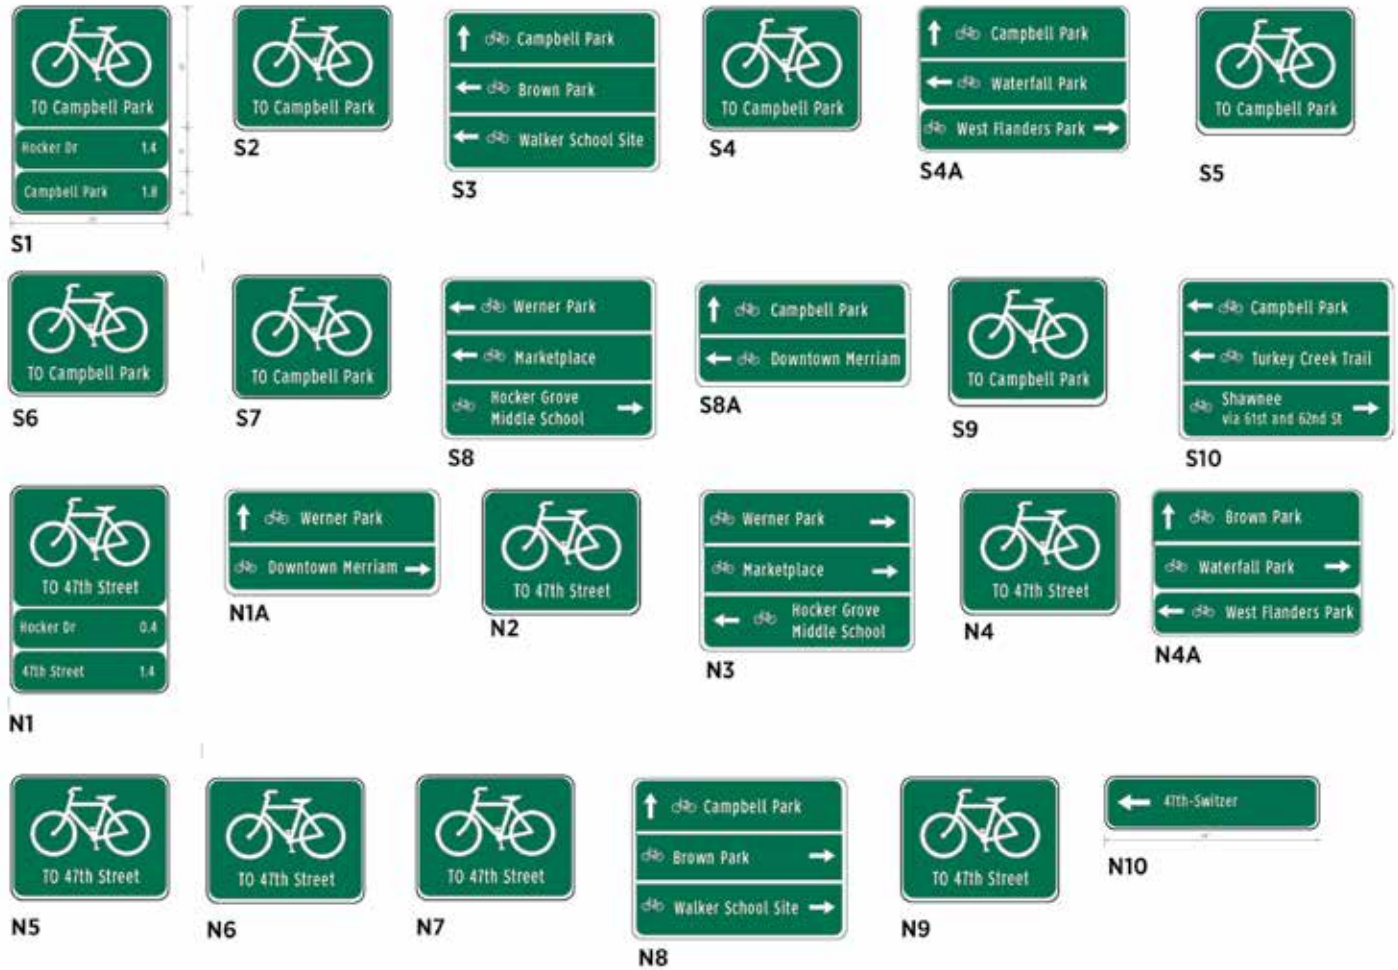 TO Campbell Park
Hocker Dr 1.4
Campbell Park 1.8
S1
TO Campbell Park
S2
Campbell Park
Brown Park
Walker School Site
S3
TO Campbell Park
S4
Campbell Park
Waterfall Park
West Flanders Park
S4A
TO Campbell Park
S5
TO Campbell Park
S6
TO Campbell Park
S7
Werner Park
Marketplace
Hocker Grove
Middle School
S8
Campbell Park
Downtown Merriam
S8A
TO Campbell Park
S9
Campbell Park
Turkey Creek Trail
Shawnee
via 61st and 62nd St
S10
TO 47th Street
Hocker Dr 0.4
47th Street 1.4
N1
Werner Park
Downtown Merriam
N1A
TO 47th Street
N2
Werner Park
Marketplace
Hocker Grove
Middle School
N3
TO 47th Street
N4
Brown Park
Waterfall Park
West Flanders Park
N4A
TO 47th Street
N5
TO 47th Street
N6
TO 47th Street
N7
Campbell Park
Brown Park
Walker School Site
N8
TO 47th Street
N9
47th-Switzer
N10